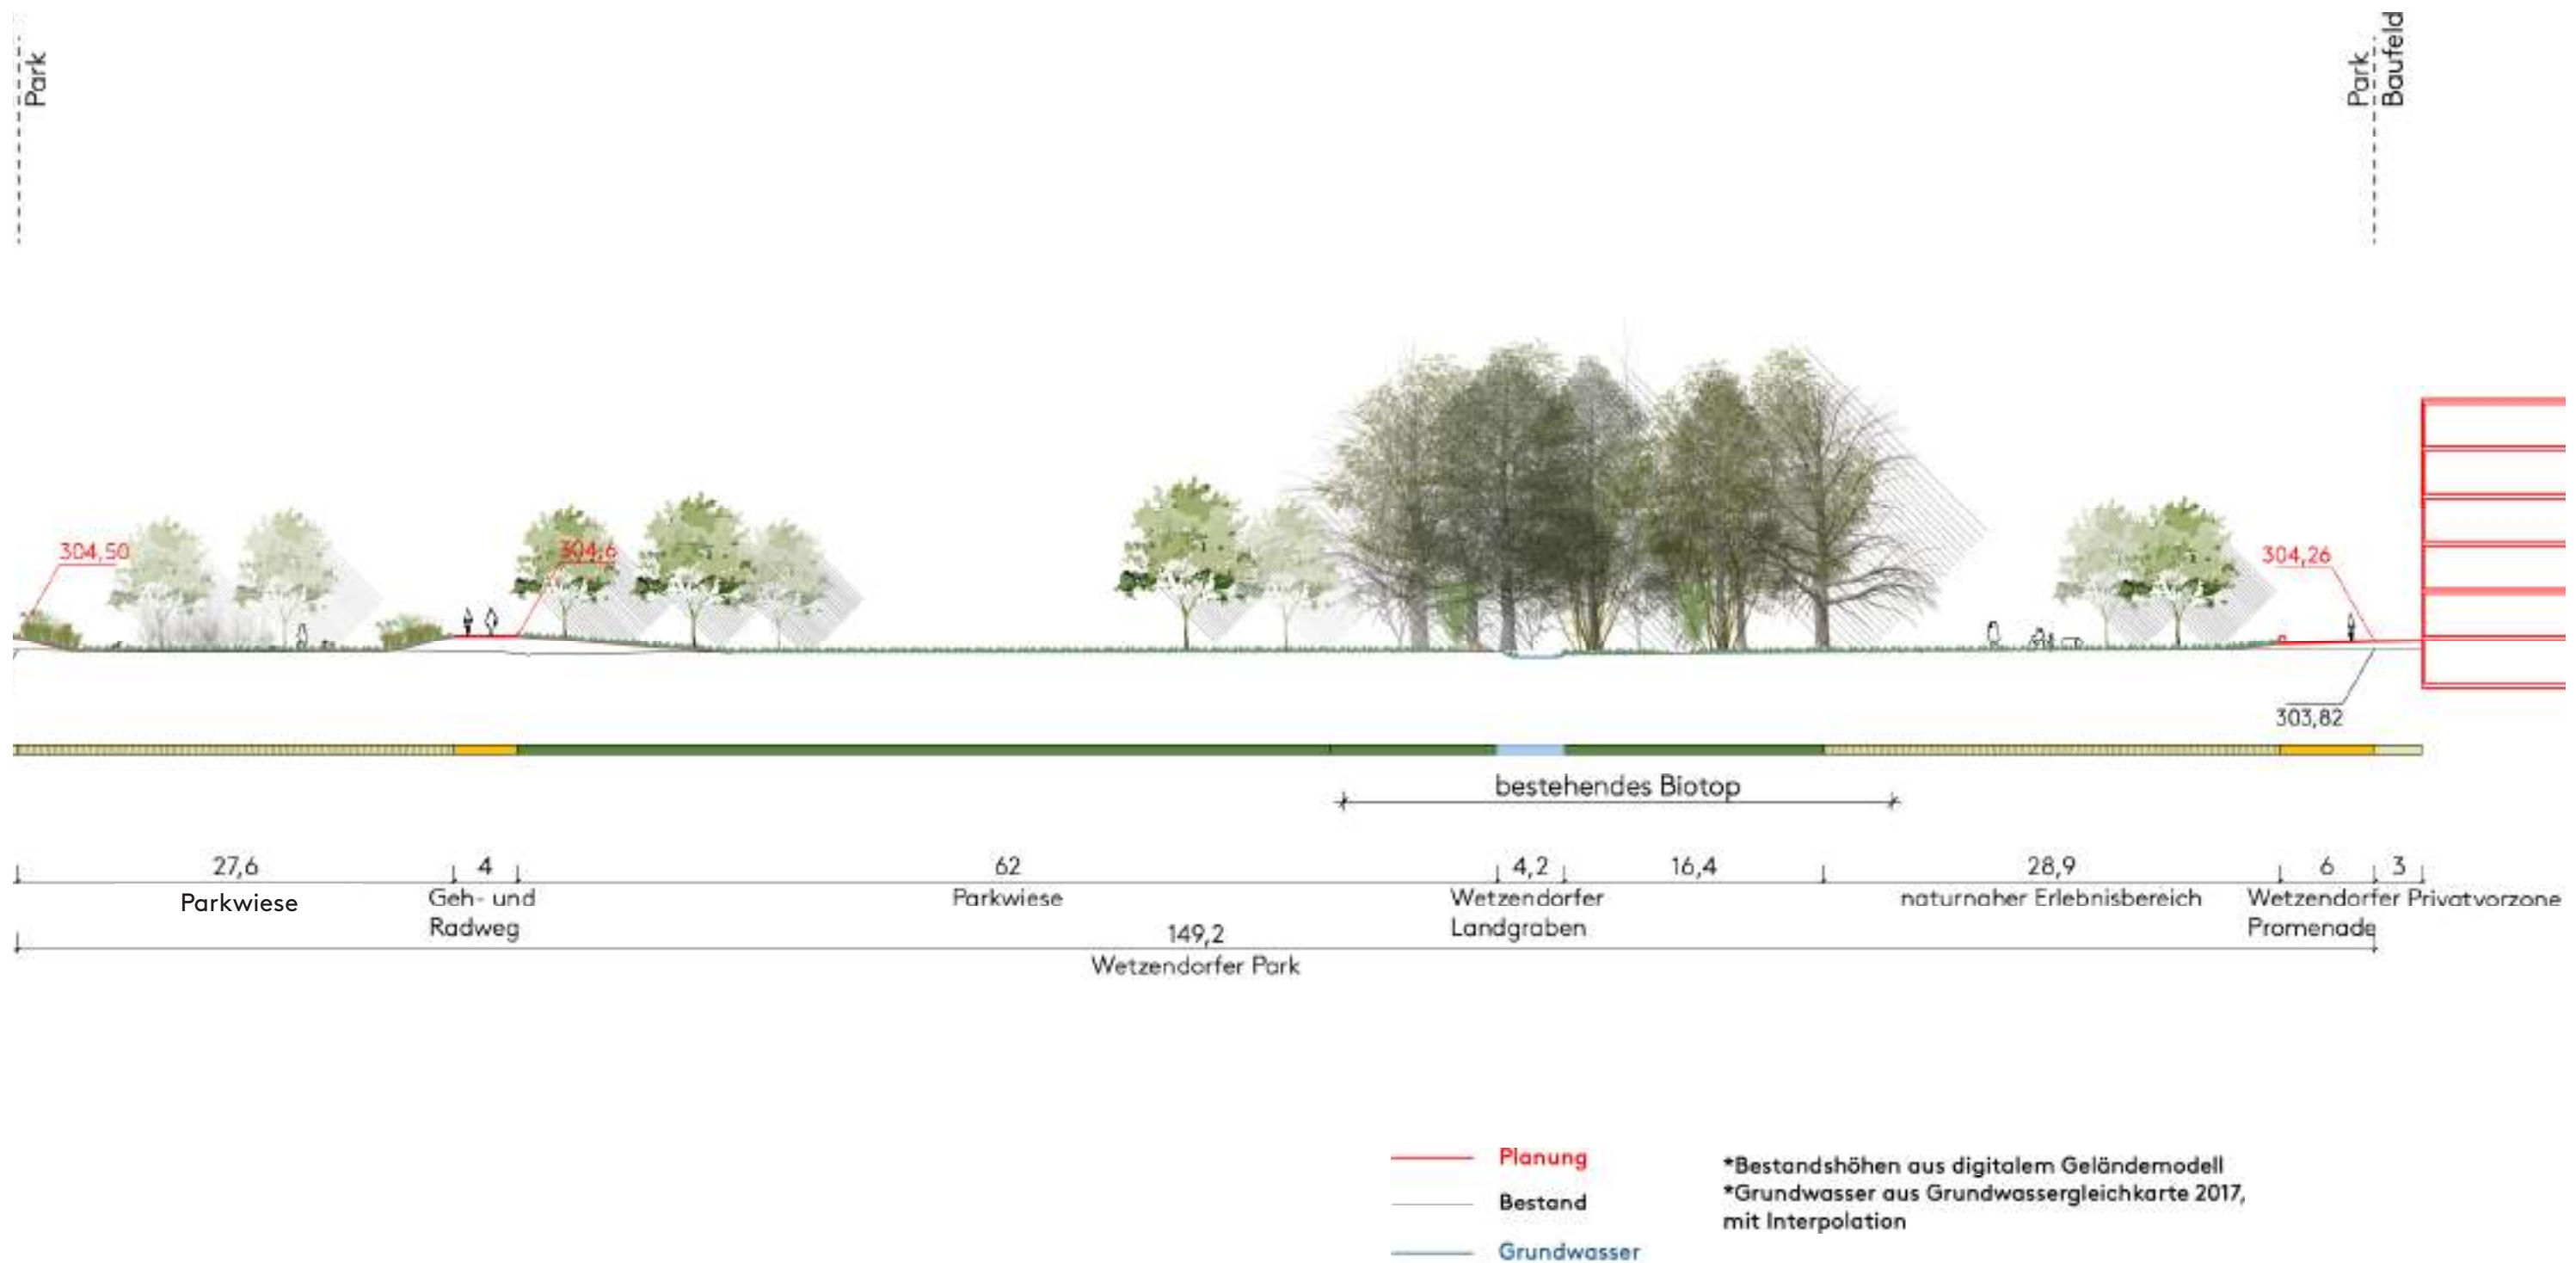 Park
Park
Baufeld
304,50
304,6
304,26
303,82
bestehendes Biotop
27,6
4
62
4,2
16,4
28,9
6
3
Parkwiese
Geh- und
Radweg
Parkwiese
Wetzendorfer
Landgraben
naturnaher Erlebnisbereich
Wetzendorfer
Promenade
Privatvorzone
149,2
Wetzendorfer Park
Planung
Bestand
Grundwasser
*Bestandshöhen aus digitalem Geländemodell
*Grundwasser aus Grundwassergleichkarte 2017,
mit Interpolation